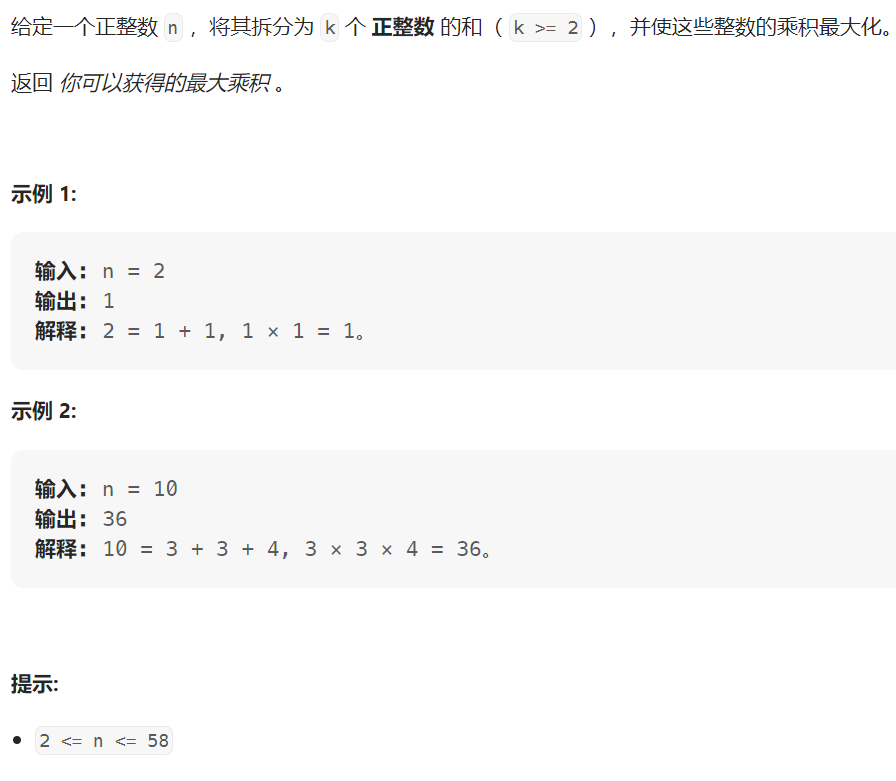 给定一个正整数 n ，将其拆分为 k 个 正整数 的和（ k >= 2 ），并使这些整数的乘积最大化。
返回 你可以获得的最大乘积 。
示例 1:
输入: n = 2
输出: 1
解释: 2 = 1 + 1, 1 × 1 = 1。
示例 2:
输入: n = 10
输出: 36
解释: 10 = 3 + 3 + 4, 3 × 3 × 4 = 36。
提示:
• 2 <= n <= 58